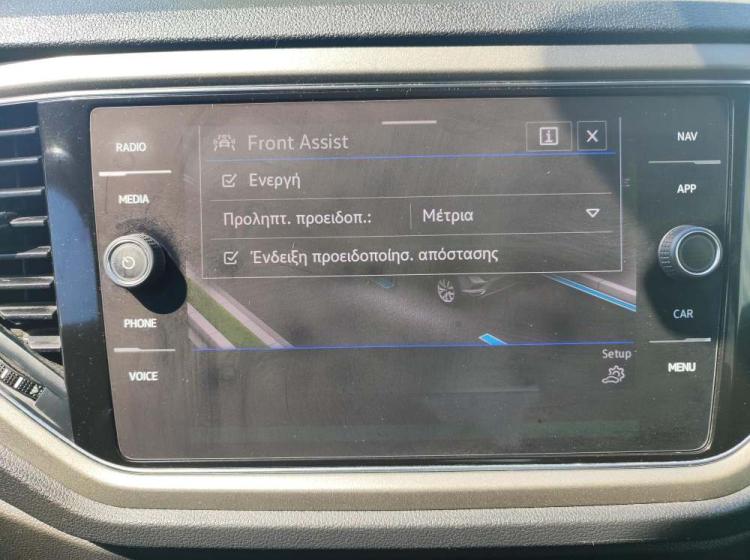 RADIO
MEDIA
PHONE
VOICE
Front Assist
i X
Ενεργή
Προληπτ. προειδοπ.: Μέτρια
Ένδειξη προειδοποίησ. απόστασης
Setup
NAV
APP
CAR
MENU